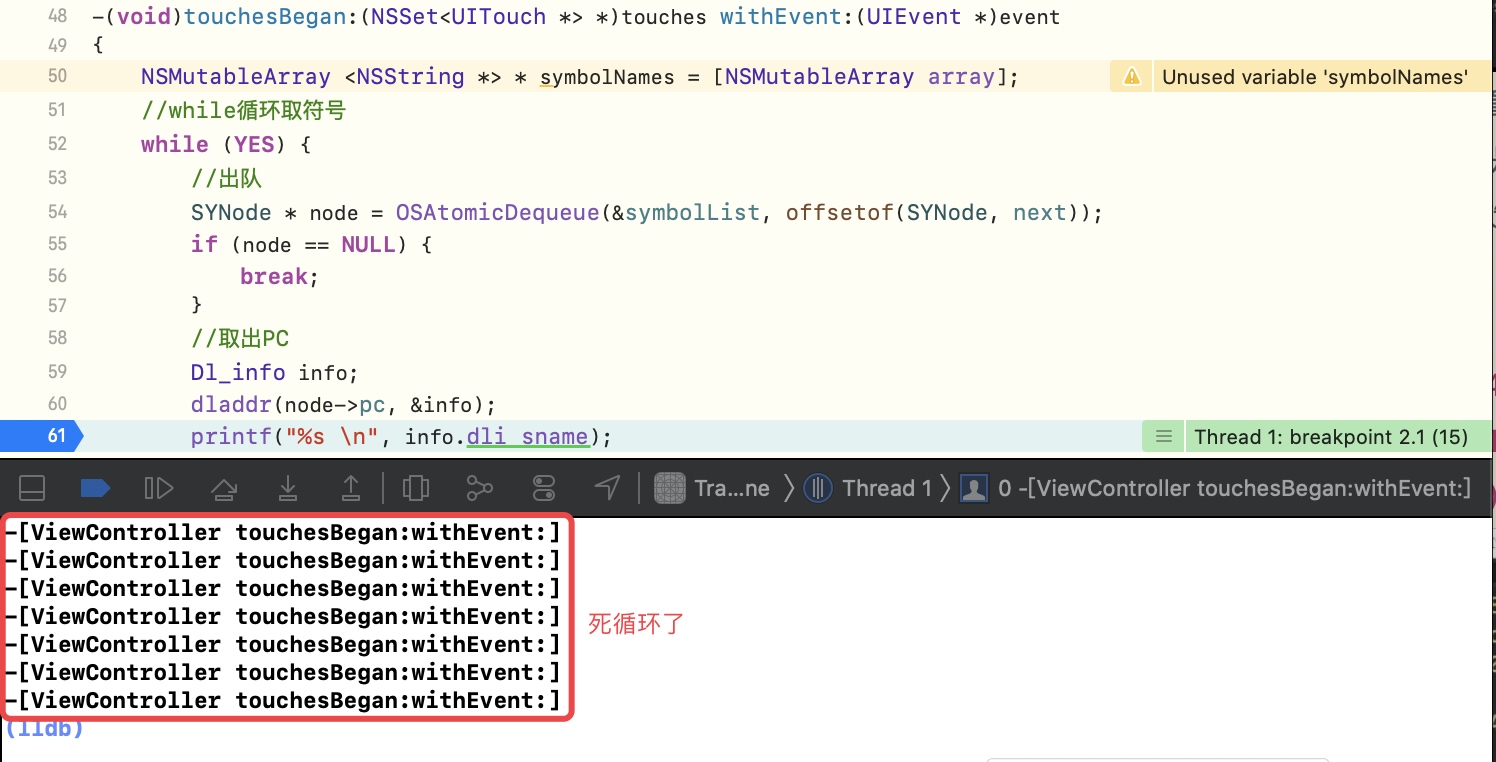 48 -(void)touchesBegan:(NSSet<UITouch *> *)touches withEvent:(UIEvent *)event
49 {
50 NSMutableArray <NSString *> * symbolNames = [NSMutableArray array]; Unused variable 'symbolNames'
51 //while循环取符号
52 while (YES) {
53 //出队
54 SYNode * node = OSAtomicDequeue(&symbolList, offsetof(SYNode, next));
55 if (node == NULL) {
56 break;
57 }
58 //取出PC
59 Dl_info info;
60 dladdr(node->pc, &info);
61 printf("%s \n", info.dli_sname); Thread 1: breakpoint 2.1 (15)
Tra...ne 〉 Thread 1 〉 0 -[ViewController touchesBegan:withEvent:]
-[ViewController touchesBegan:withEvent:]
-[ViewController touchesBegan:withEvent:]
-[ViewController touchesBegan:withEvent:]
-[ViewController touchesBegan:withEvent:] 死循环了
-[ViewController touchesBegan:withEvent:]
-[ViewController touchesBegan:withEvent:]
-[ViewController touchesBegan:withEvent:]
(lldb)